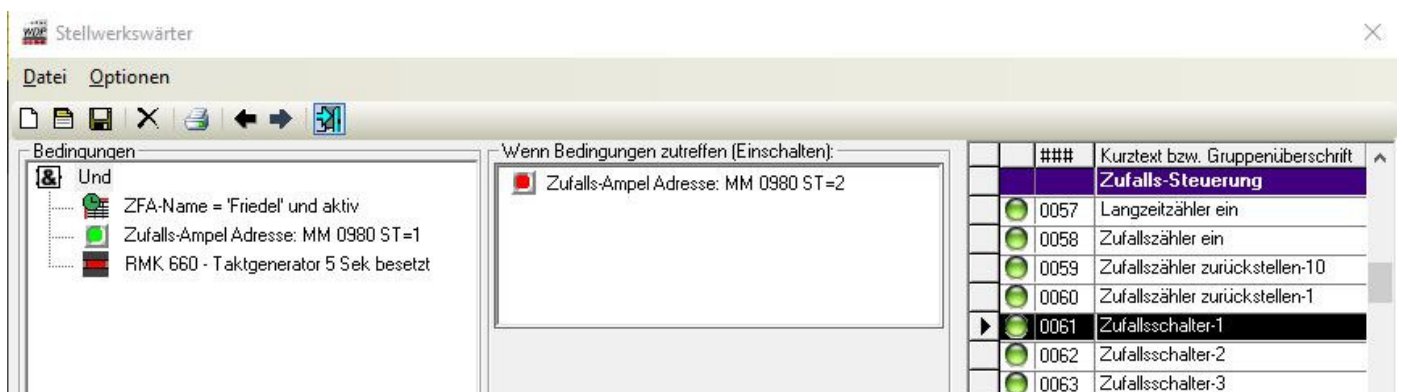 WDP Stellwerkswärter
Datei Optionen
Bedingungen
& Und
ZFA-Name = 'Friedel' und aktiv
Zufalls-Ampel Adresse: MM 0980 ST=1
RMK 660 - Taktgenerator 5 Sek besetzt
Wenn Bedingungen zutreffen (Einschalten):
Zufalls-Ampel Adresse: MM 0980 ST=2
### Kurztext bzw. Gruppenüberschrift
Zufalls-Steuerung
0057 Langzeitzähler ein
0058 Zufallszähler ein
0059 Zufallszähler zurückstellen-10
0060 Zufallszähler zurückstellen-1
0061 Zufallsschalter-1
0062 Zufallsschalter-2
0063 Zufallsschalter-3